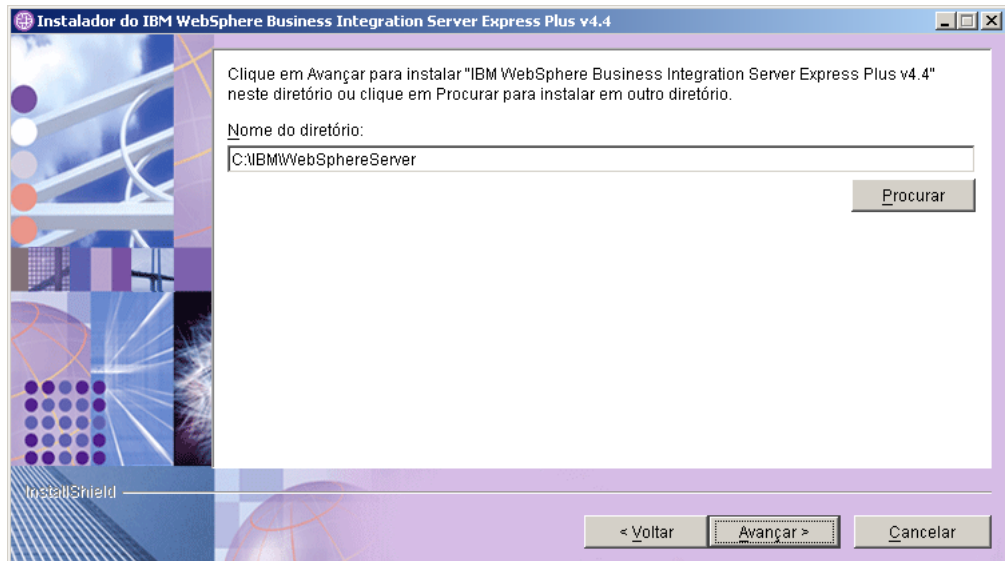 Instalador do IBM WebSphere Business Integration Server Express Plus v4.4
Clique em Avançar para instalar "IBM WebSphere Business Integration Server Express Plus v4.4"
neste diretório ou clique em Procurar para instalar em outro diretório.
Nome do diretório:
C:\IBM\WebSphereServer
Procurar
InstallShield
< Voltar
Avançar >
Cancelar